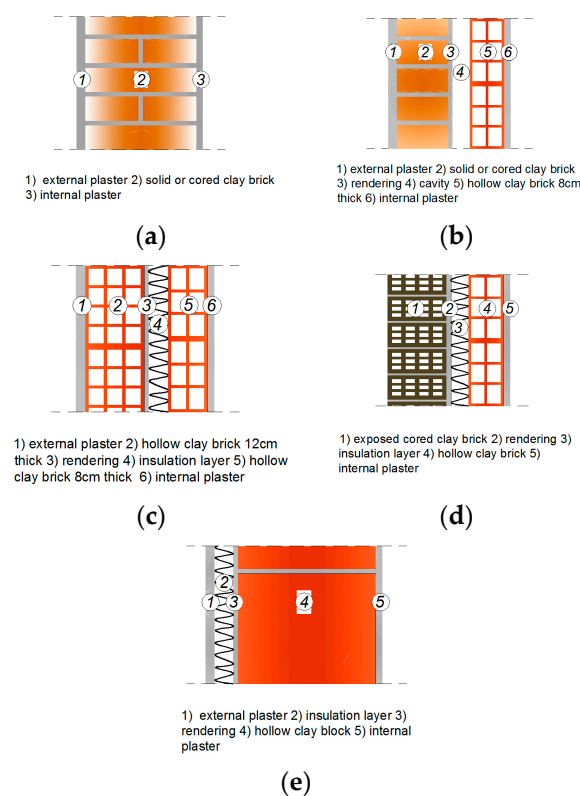 1 2 3
1) external plaster 2) solid or cored clay brick
3) internal plaster
(a)
1 2 3 4 5 6
1) external plaster 2) solid or cored clay brick
3) rendering 4) cavity 5) hollow clay brick 8cm
thick 6) internal plaster
(b)
1 2 3 4 5 6
1) external plaster 2) hollow clay brick 12cm
thick 3) rendering 4) insulation layer 5) hollow
clay brick 8cm thick 6) internal plaster
(c)
1 2 3 4 5
1) exposed cored clay brick 2) rendering 3)
insulation layer 4) hollow clay brick 5)
internal plaster
(d)
1 2 3 4 5
1) external plaster 2) insulation layer 3)
rendering 4) hollow clay block 5) internal
plaster
(e)